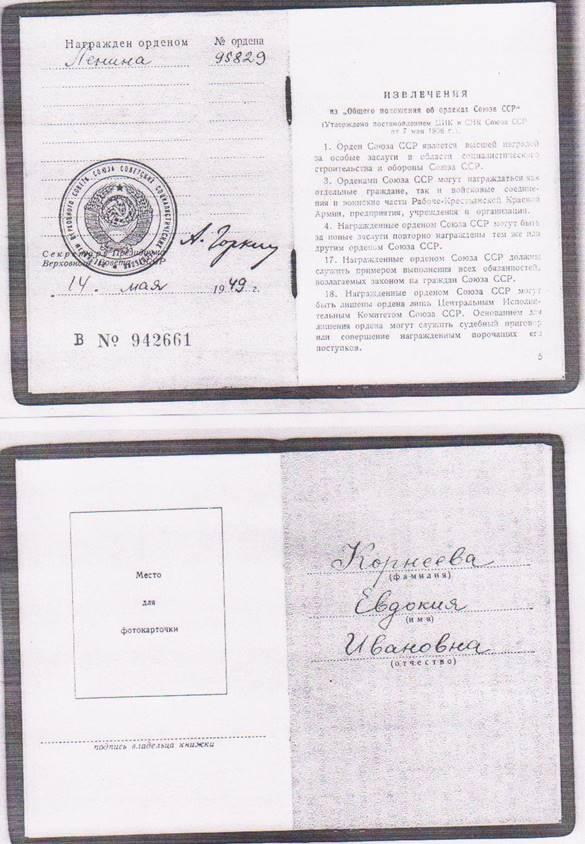 Награжден орденом № ордена
Ленина 95829
Секретарь Президиума
Верховного Совета СССР
А. Горкин
14. мая 1949 г.
В № 942661
ИЗВЛЕЧЕНИЯ
из „Общего положения об орденах Союза ССР"
(Утверждено постановлением ЦИК и СНК Союза ССР
от 7 мая 1936 г.).
1. Орден Союза ССР является высшей наградой
за особые заслуги в области социалистического
строительства и обороны Союза ССР.
3. Орденами Союза ССР могут награждаться как
отдельные граждане, так и войсковые соедине-
ния и воинские части Рабоче-Крестьянской Красной
Армии, предприятия, учреждения и организации.
4. Награжденные орденом Союза ССР могут быть
за новые заслуги повторно награждены тем же или
другим орденом Союза ССР.
17. Награжденные орденом Союза ССР должны
служить примером выполнения всех обязанностей,
возлагаемых законом на граждан Союза ССР.
18. Награжденные орденом Союза ССР могут
быть лишены ордена лишь Центральным Исполни-
тельным Комитетом Союза ССР. Основанием для
лишения ордена могут служить судебный приговор
или совершение награжденным порочащих его
поступков.
5
Место
для
фотокарточки
подпись владельца книжки
Корнеева
(фамилия)
Евдокия
(имя)
Ивановна
(отчество)